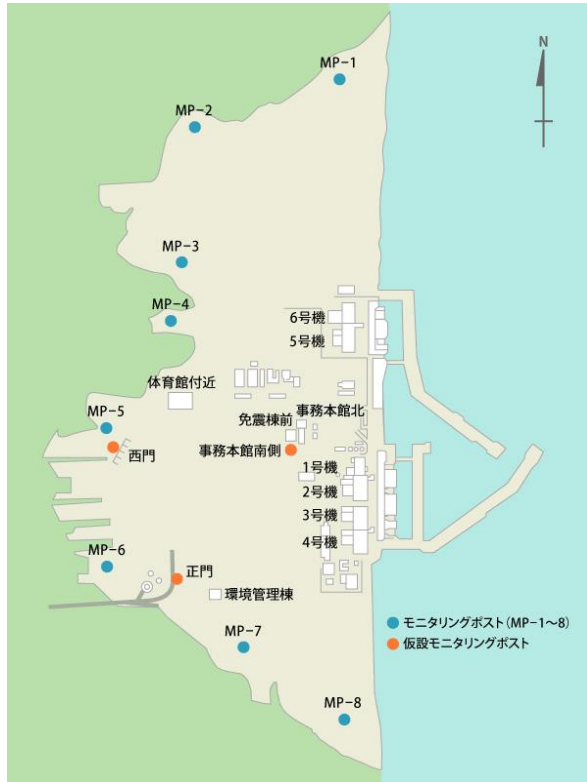 MP-1
N
MP-2
MP-3
MP-4
6号機
5号機
体育館付近
事務本館北
MP-5
免震棟前
西門
事務本館南側
1号機
2号機
3号機
4号機
MP-6
正門
環境管理棟
モニタリングポスト(MP-1～8)
仮設モニタリングポスト
MP-7
MP-8